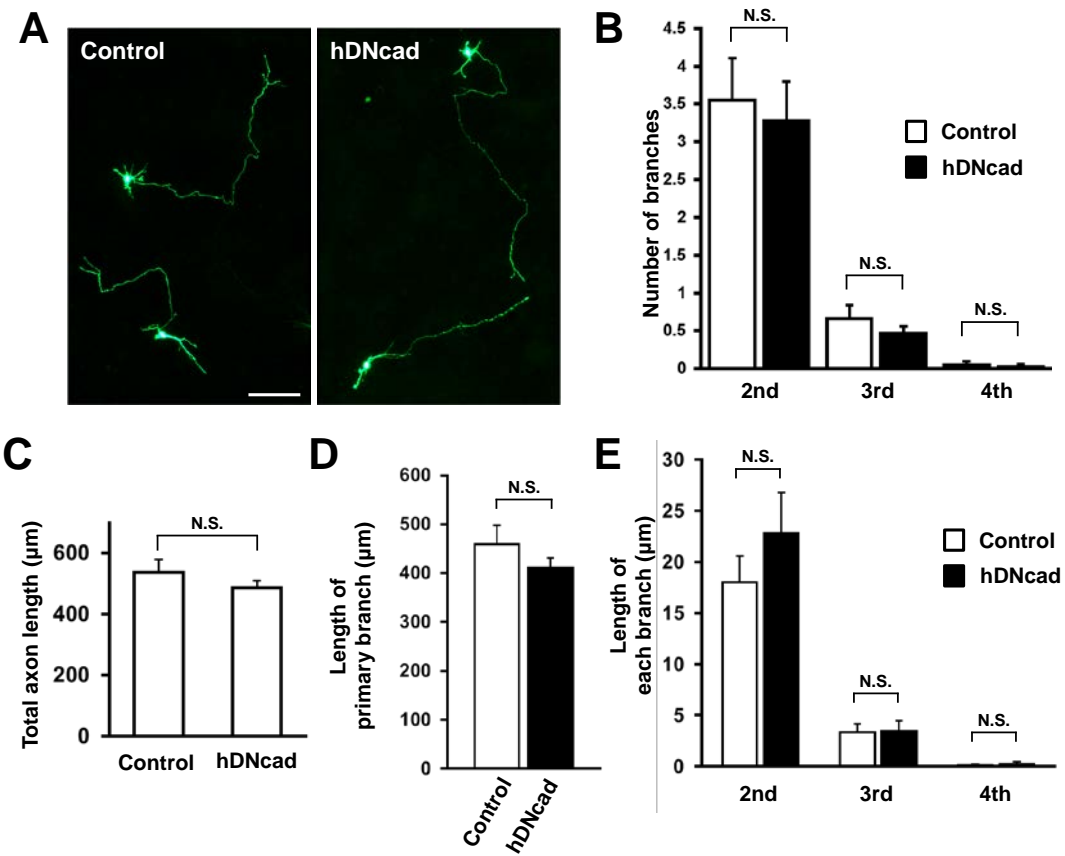 A
Control
hDNcad
B
Number of branches
4.5
4
3.5
3
2.5
2
1.5
1
0.5
0
N.S.
N.S.
N.S.
2nd
3rd
4th
Control
hDNcad
C
Total axon length (μm)
600
400
200
0
N.S.
Control
hDNcad
D
Length of
primary branch (μm)
600
500
400
300
200
100
0
N.S.
Control
hDNcad
E
Length of
each branch (μm)
30
25
20
15
10
5
0
N.S.
N.S.
N.S.
2nd
3rd
4th
Control
hDNcad